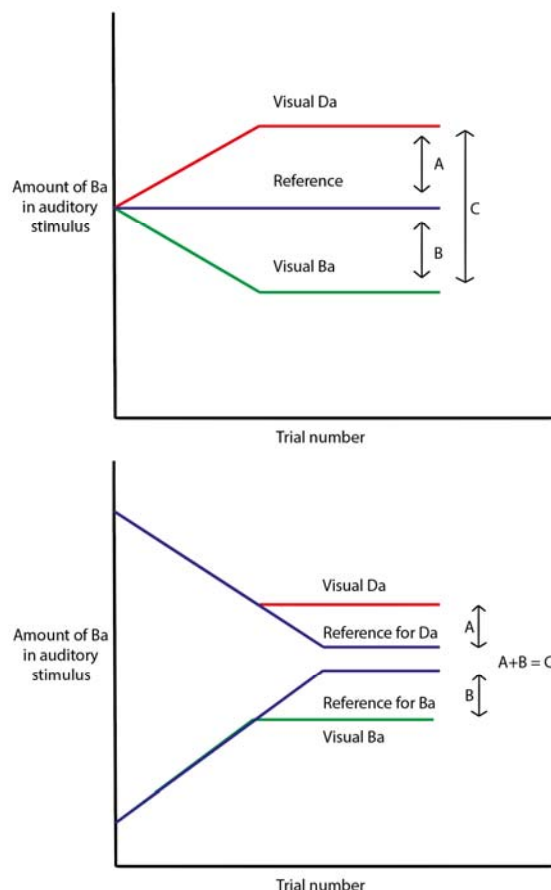 Visual Da
A
Amount of Ba
in auditory
stimulus
Reference
C
B
Visual Ba
Trial number
Visual Da
A
Reference for Da
Amount of Ba
in auditory
stimulus
A+B = C
B
Reference for Ba
Visual Ba
Trial number